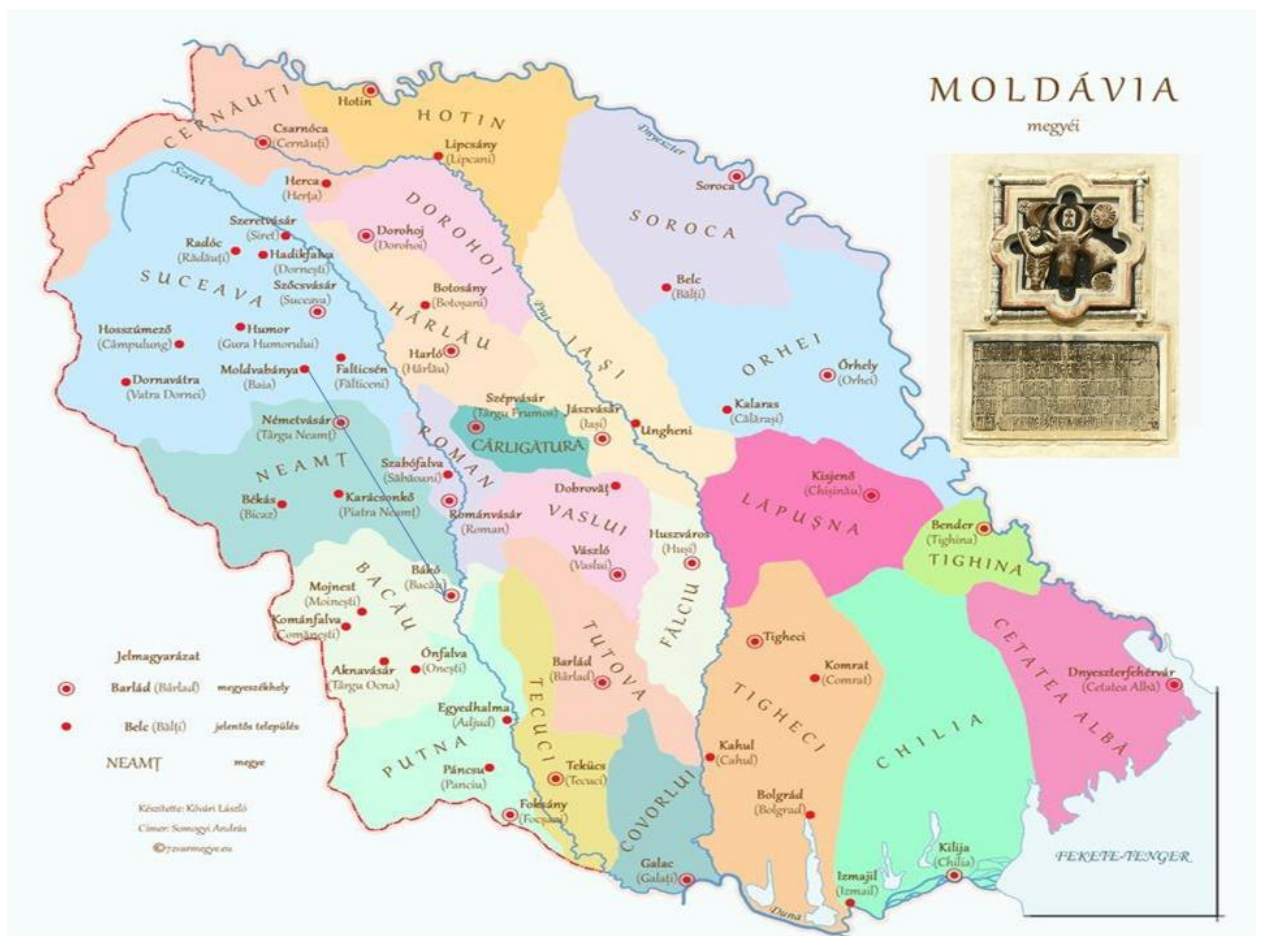 MOLDÁVIA
megyéi
CERNĂUȚI
Hotin
HOTIN
Csarnóca
(Cernăuți)
Lipcsány
(Lipcani)
Dnyeszter
Soroca
SOROCA
Szeret
Herca
(Herța)
DOROHOI
Szeretvásár
(Siret)
Radóc
(Rădăuți)
Hadikfalva
(Dornești)
Dorohoj
(Dorohoi)
SUCEAVA
Szőcsvásár
(Suceava)
Botosány
(Botoșani)
Belc
(Bălți)
Prut
HÂRLĂU
IAȘI
ORHEI
Hosszúmező
(Câmpulung)
Humor
(Gura Humorului)
Harló
(Hârlău)
Moldvabánya
(Baia)
Falticsén
(Fălticeni)
Dornavátra
(Vatra Dornei)
Őrhely
(Orhei)
Szépvásár
(Târgu Frumos)
Jászvásár
(Iași)
Kalaras
(Călărași)
Németvásár
(Târgu Neamț)
ROMAN
CÂRLIGĂTURA
Ungheni
NEAMȚ
Szabófalva
(Săbăouni)
Békás
(Bicaz)
Karácsonkő
(Piatra Neamț)
Dobrovăț
Kisjenő
(Chișinău)
LĂPUȘNA
Románvásár
(Roman)
VASLUI
Huszváros
(Huși)
Bender
(Tighina)
TIGHINA
Vászló
(Vaslui)
Bákó
(Bacău)
BACĂU
Mojnest
(Moinești)
Kománfalva
(Comănești)
FĂLCIU
TUTOVA
Tigheci
CETATEA ALBĂ
Jelmagyarázat
Ónfalva
(Onești)
Aknavásár
(Târgu Ocna)
Barlád
(Bârlad)
Komrat
(Comrat)
Dnyeszterfehérvár
(Cetatea Albă)
Barlád (Bârlad) megyeszékhely
TECUCI
TIGHECI
Belc (Bălți) jelentős település
Egyedhalma
(Adjud)
CHILIA
NEAMȚ megye
PUTNA
Páncsu
(Panciu)
Tekücs
(Tecuci)
Kahul
(Cahul)
COVORLUI
Bolgrád
(Bolgrad)
Készítette: Kővári László
Foksány
(Focșani)
Címer: Somogyi András
©72varmegye.eu
Galac
(Galați)
Kilija
(Chilia)
FEKETE-TENGER
Izmajil
(Izmail)
Duna